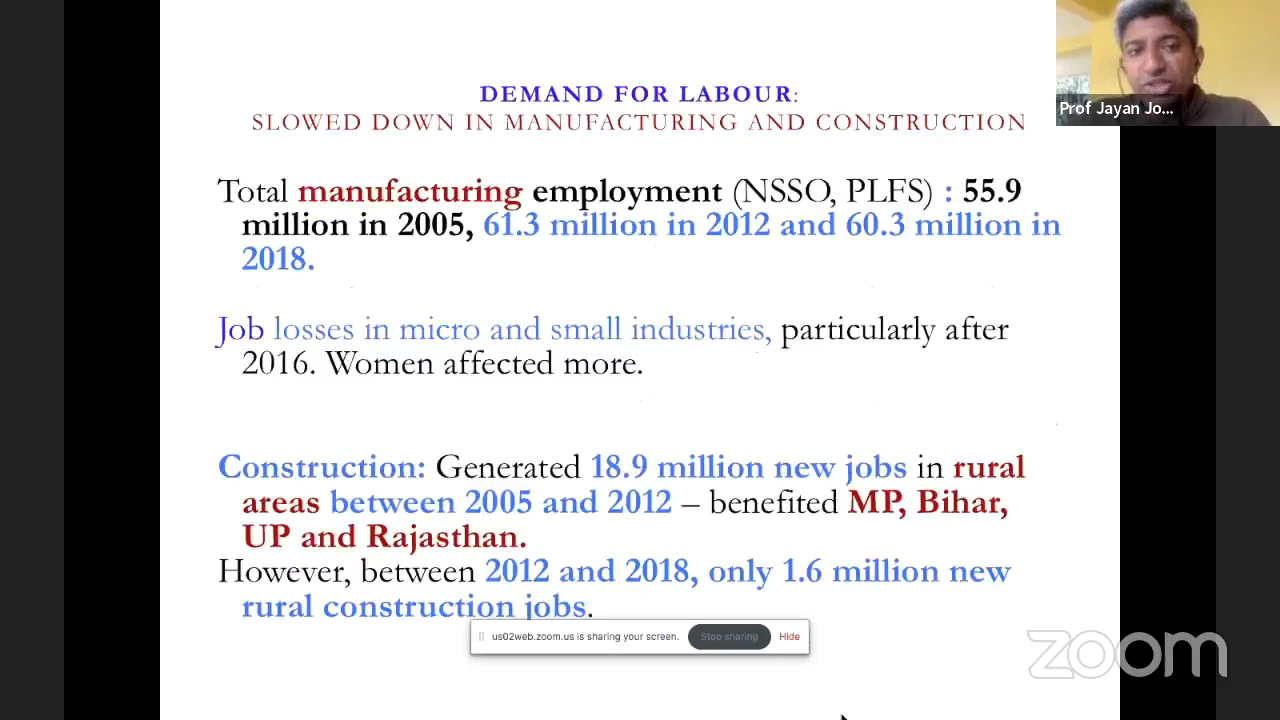 DEMAND FOR LABOUR:
SLOWED DOWN IN MANUFACTURING AND CONSTRUCTION
Prof Jayan Jo...
Total manufacturing employment (NSSO, PLFS) : 55.9
million in 2005, 61.3 million in 2012 and 60.3 million in
2018.
Job losses in micro and small industries, particularly after
2016. Women affected more.
Construction: Generated 18.9 million new jobs in rural
areas between 2005 and 2012 – benefited MP, Bihar,
UP and Rajasthan.
However, between 2012 and 2018, only 1.6 million new
rural construction jobs.
us02web.zoom.us is sharing your screen. Stop sharing Hide
zoom